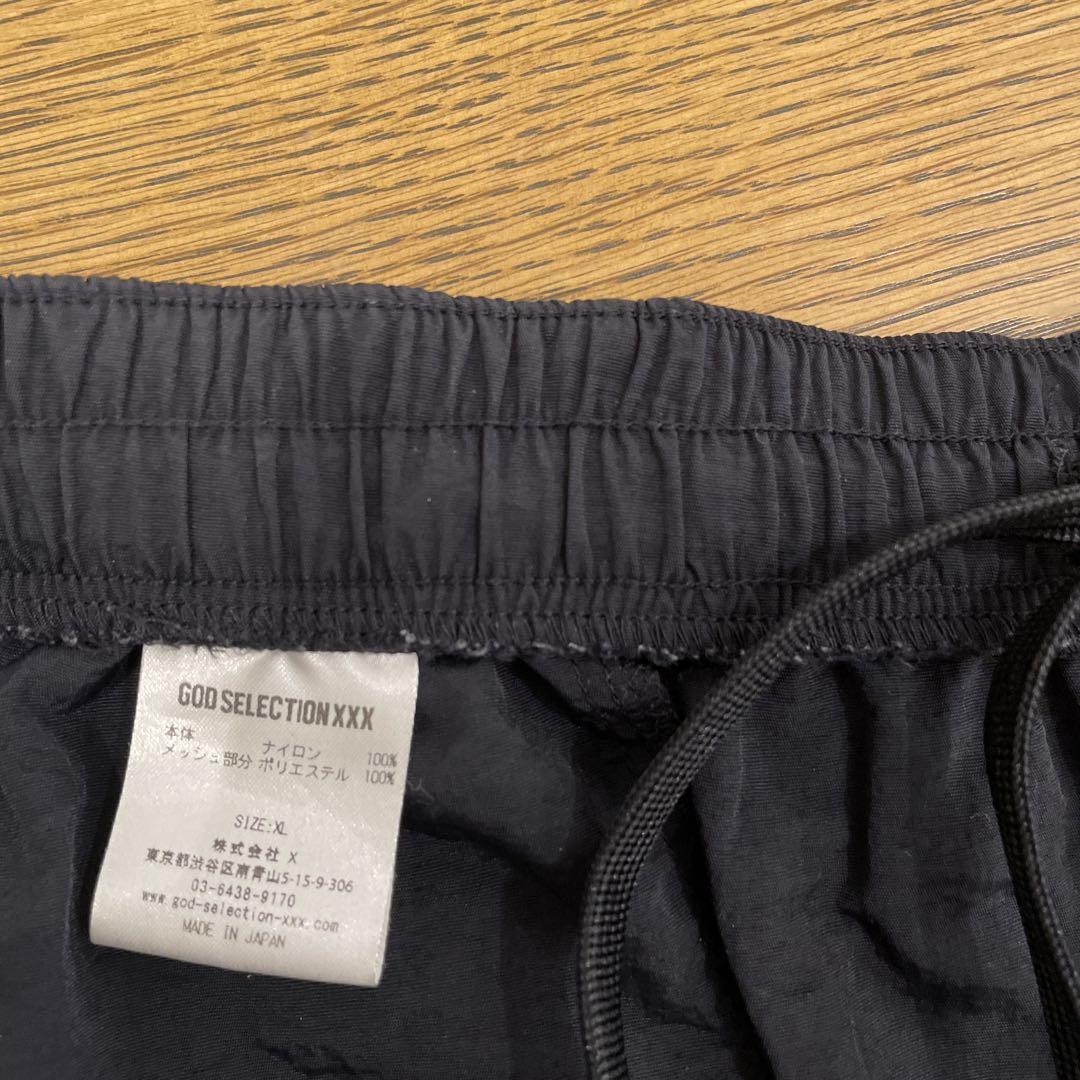 GOD SELECTION XXX
本体 ナイロン 100%
メッシュ部分 ポリエステル 100%
SIZE:XL
株式会社 X
東京都渋谷区南青山5-15-9-306
03-6438-9170
www.god-selection-xxx.com
MADE IN JAPAN